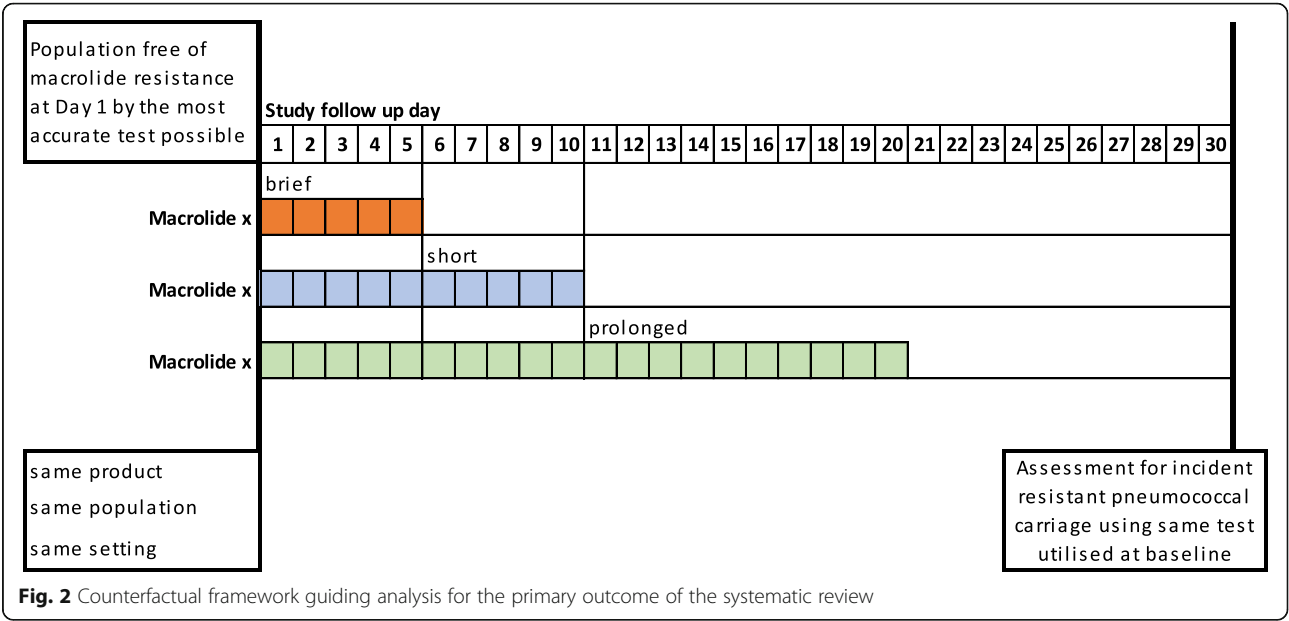 Population free of
macrolide resistance
at Day 1 by the most
accurate test possible
Study follow up day
1 2 3 4 5 6 7 8 9 10 11 12 13 14 15 16 17 18 19 20 21 22 23 24 25 26 27 28 29 30
brief
Macrolide x
short
Macrolide x
prolonged
Macrolide x
same product
same population
same setting
Assessment for incident
resistant pneumococcal
carriage using same test
utilised at baseline
Fig. 2 Counterfactual framework guiding analysis for the primary outcome of the systematic review